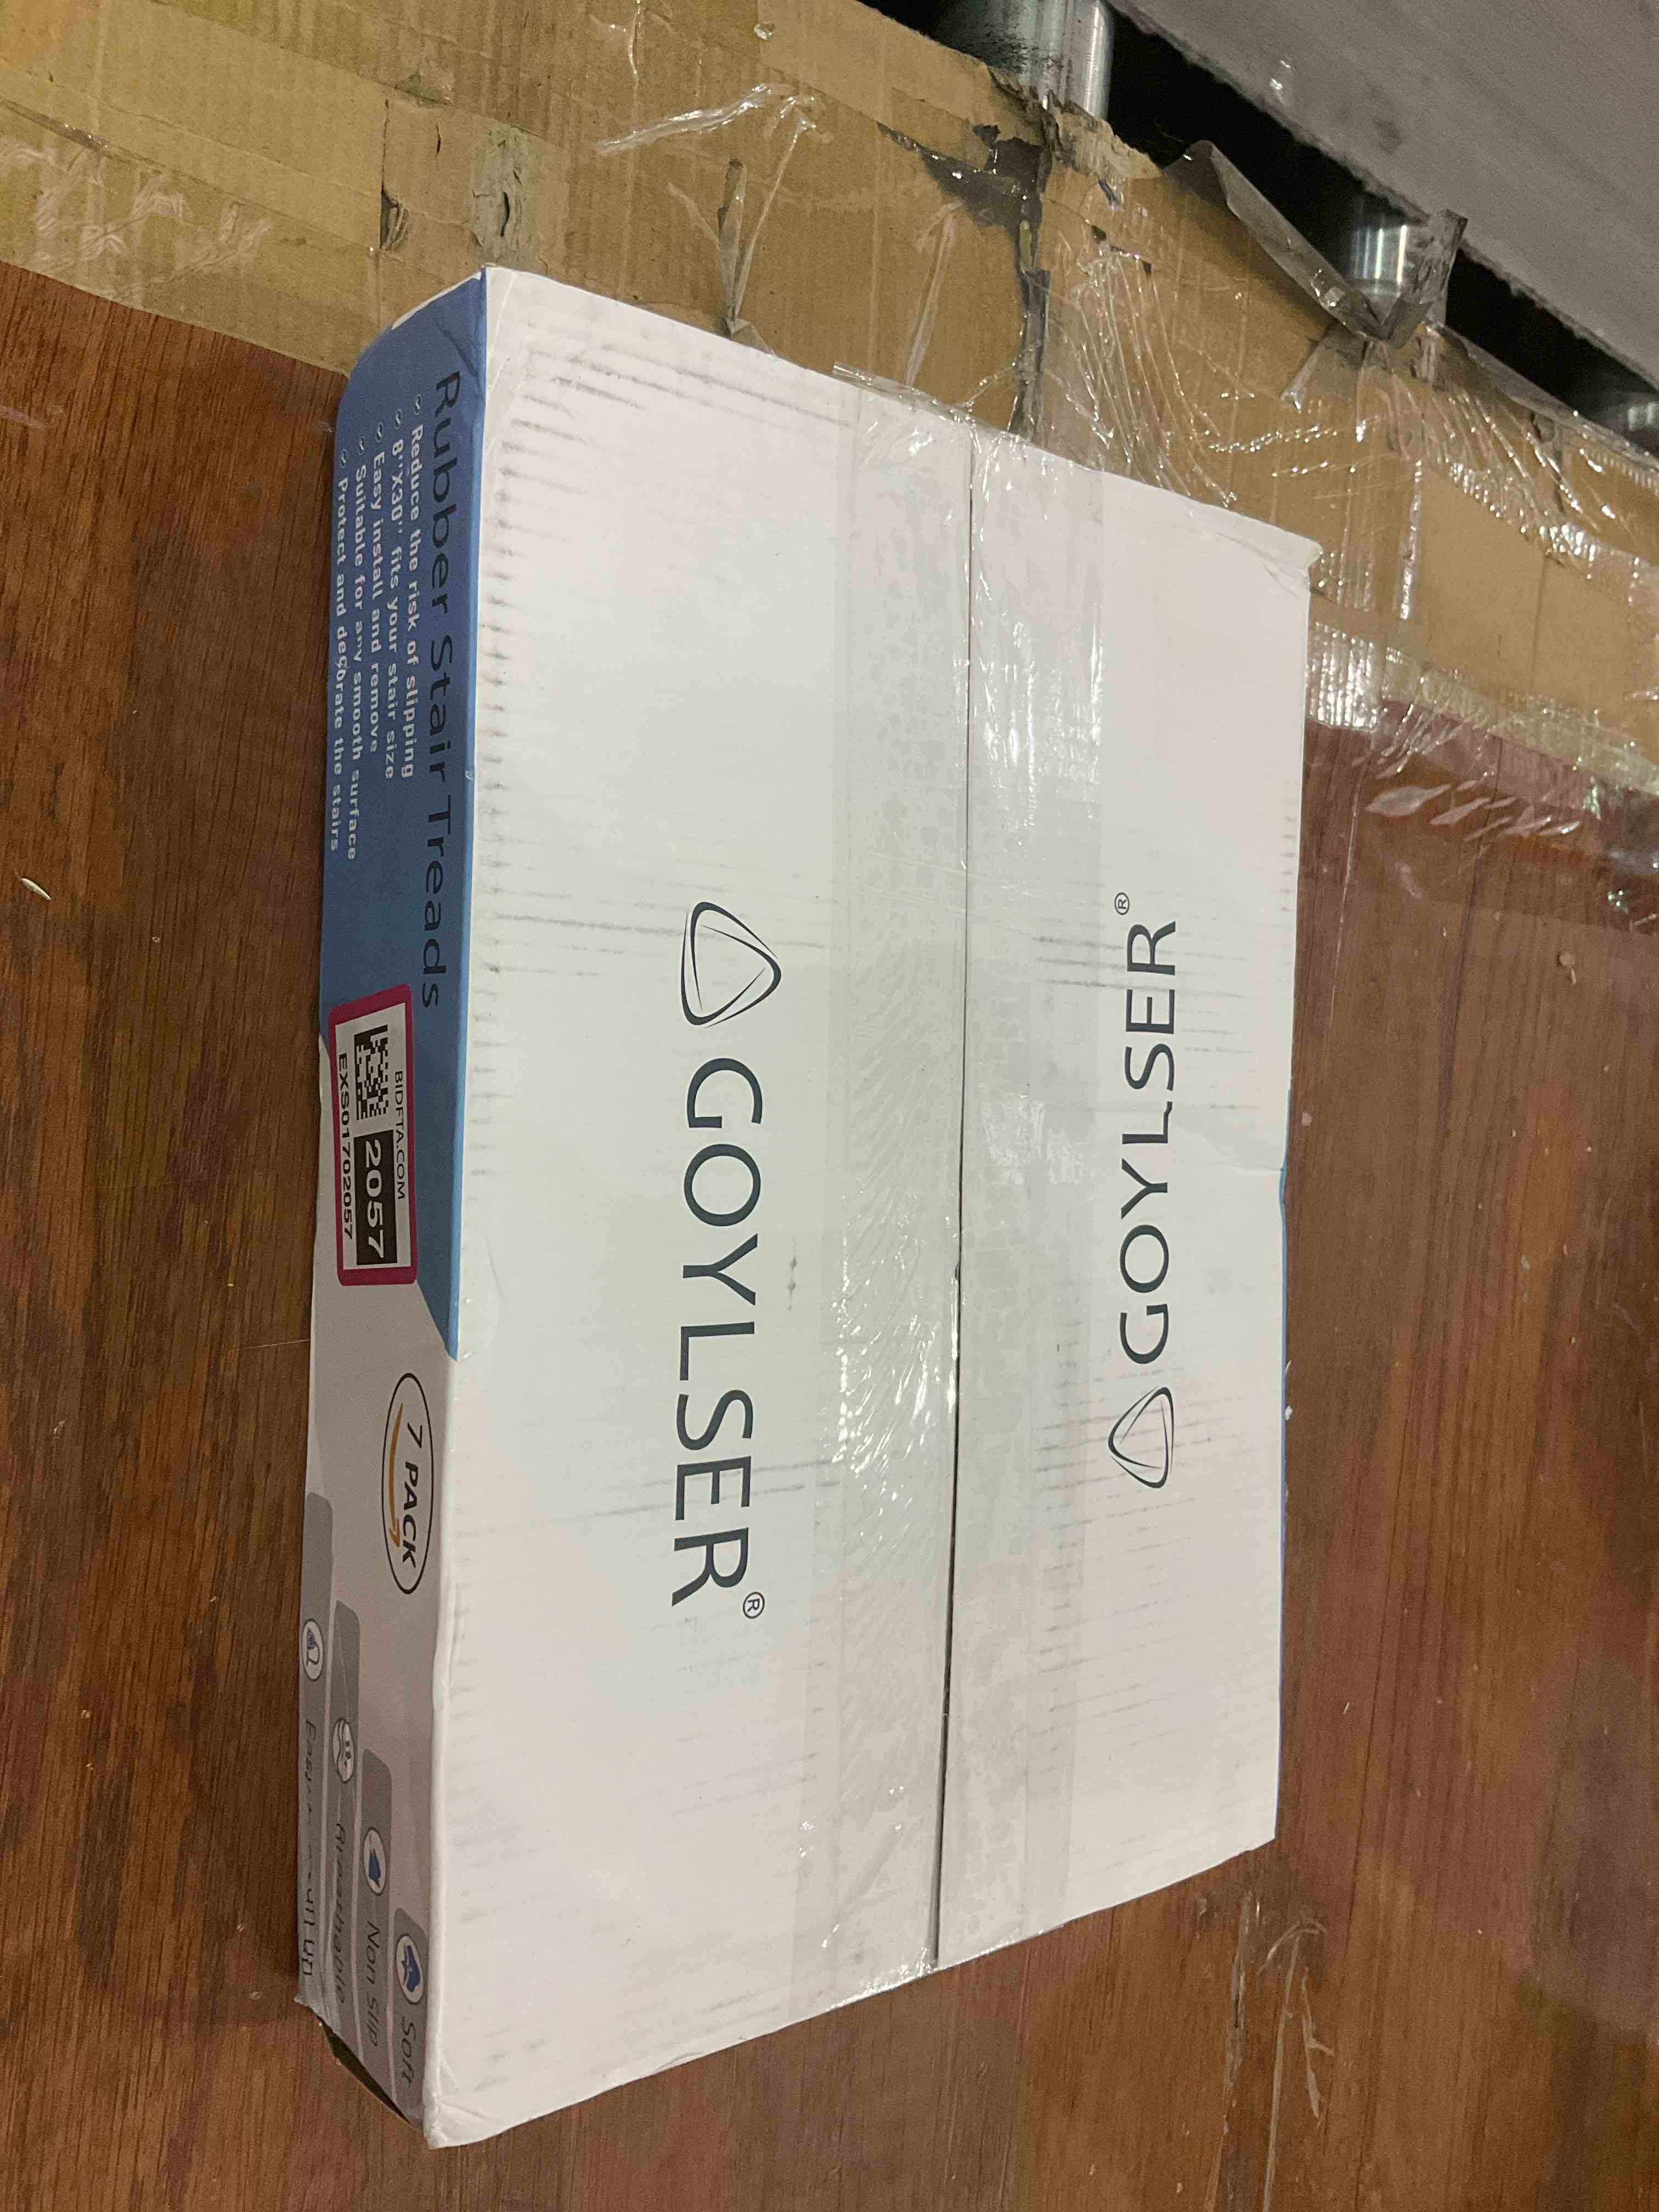 GOYLSER®
GOYLSER®
Rubber Stair Treads
Reduce the risk of slipping
8"X30" fits your stair size
Easy install and remove
Suitable for any smooth surface
Protect and decorate the stairs
BIDFTA.COM
2057
EXS01702057
7 PACK
Soft
Non Slip
Breathable
Easy